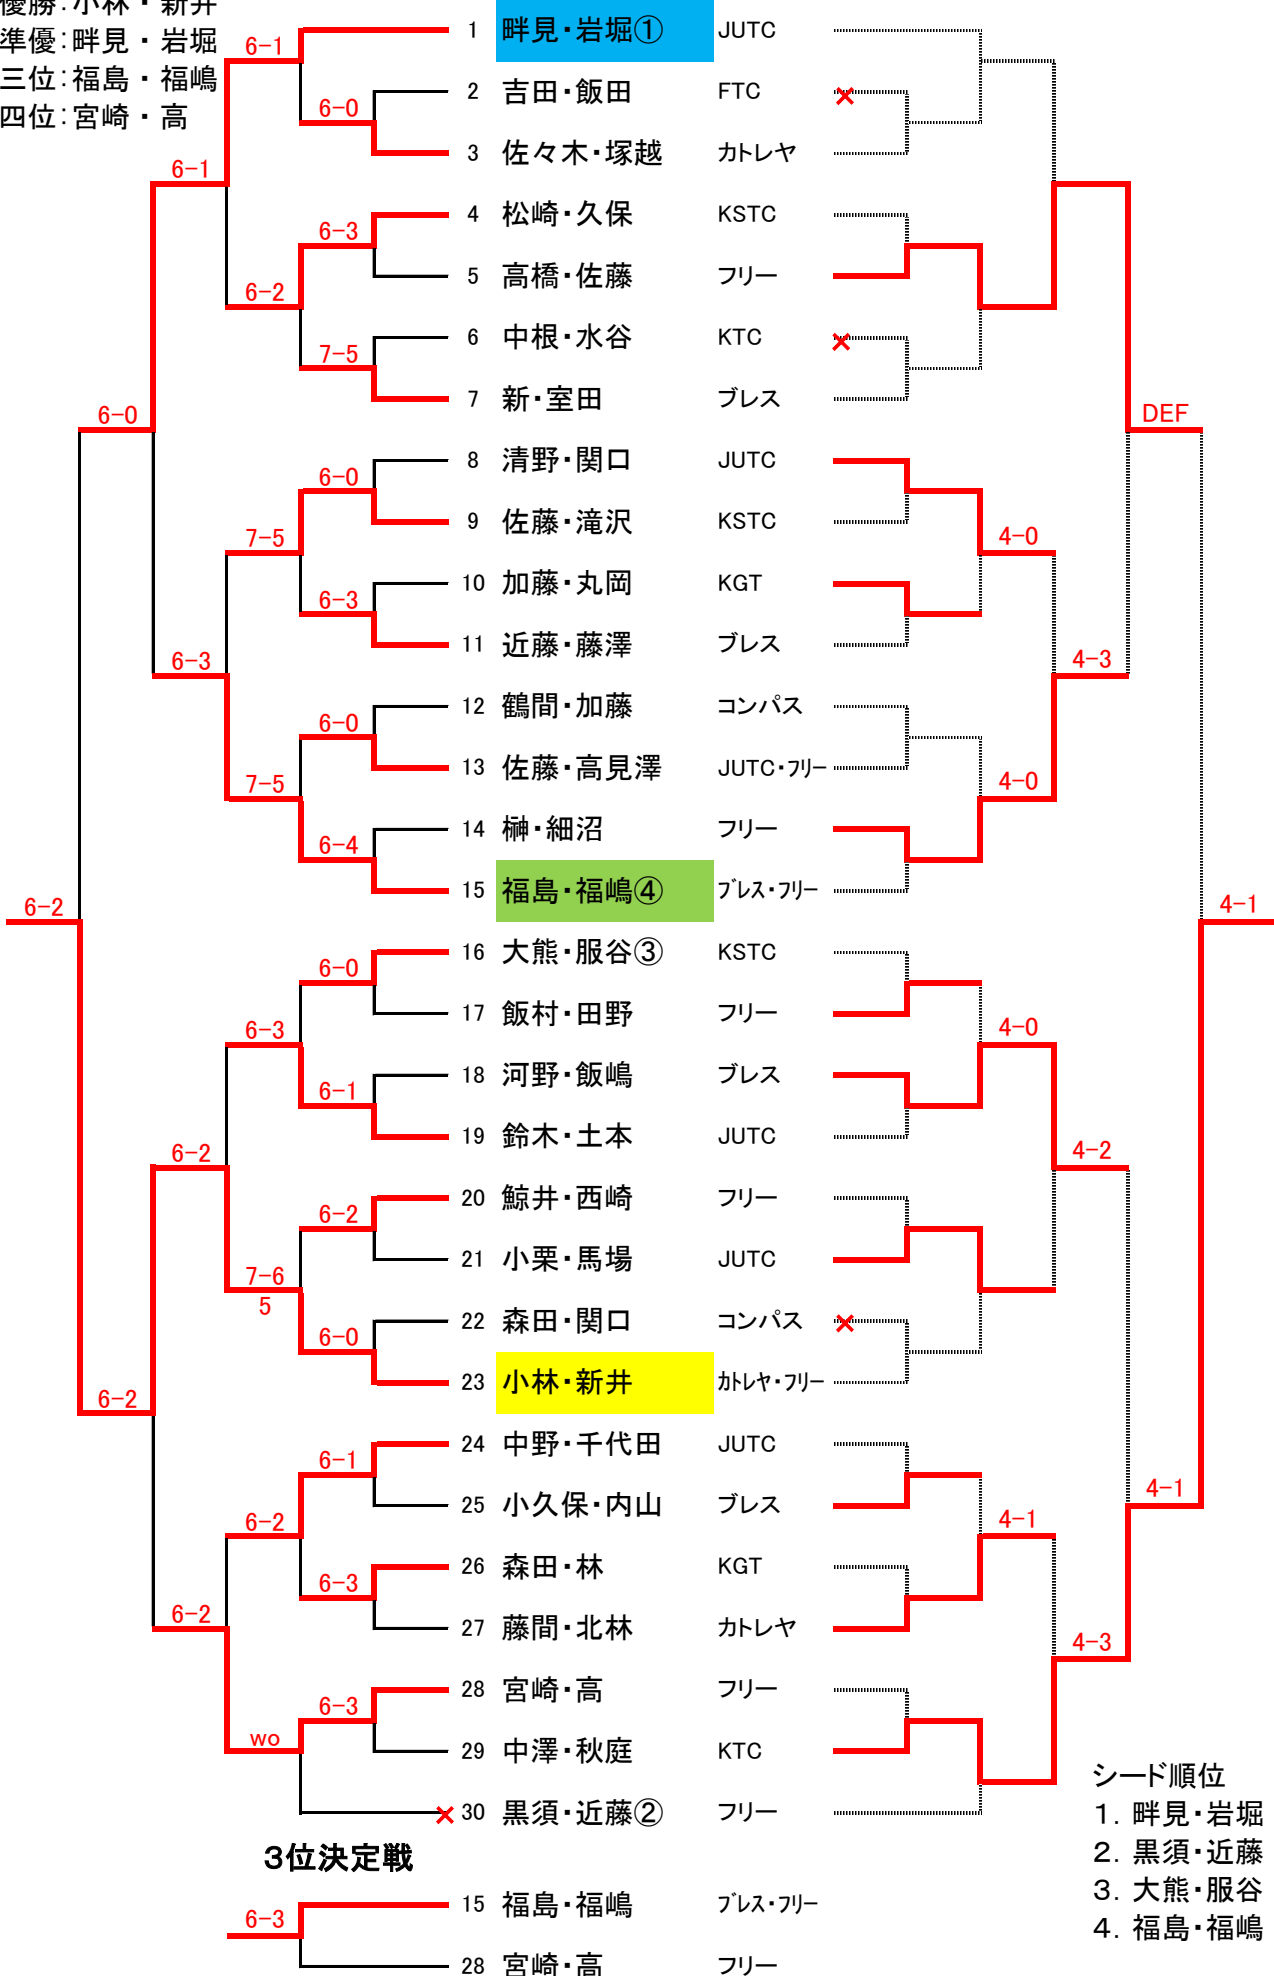 優勝:小林・新井
準優:畔見・岩堀
三位:福島・福嶋
四位:宮崎・高
1 畔見・岩堀① JUTC
2 吉田・飯田 FTC
3 佐々木・塚越 カトレヤ
4 松崎・久保 KSTC
5 高橋・佐藤 フリー
6 中根・水谷 KTC
7 新・室田 ブレス
8 清野・関口 JUTC
9 佐藤・滝沢 KSTC
10 加藤・丸岡 KGT
11 近藤・藤澤 ブレス
12 鶴間・加藤 コンパス
13 佐藤・高見澤 JUTC・フリー
14 榊・細沼 フリー
15 福島・福嶋④ ブレス・フリー
16 大熊・服谷③ KSTC
17 飯村・田野 フリー
18 河野・飯嶋 ブレス
19 鈴木・土本 JUTC
20 鯨井・西崎 フリー
21 小栗・馬場 JUTC
22 森田・関口 コンパス
23 小林・新井 カトレヤ・フリー
24 中野・千代田 JUTC
25 小久保・内山 ブレス
26 森田・林 KGT
27 藤間・北林 カトレヤ
28 宮崎・高 フリー
29 中澤・秋庭 KTC
30 黒須・近藤② フリー
6-1
6-0
6-1
6-3
6-2
7-5
6-0
6-0
7-5
6-3
6-3
6-0
7-5
6-4
6-2
6-0
6-3
6-1
6-2
6-2
7-6
5
6-0
6-2
6-1
6-2
6-3
6-2
6-3
wo
DEF
4-0
4-3
4-0
4-1
4-0
4-2
4-1
4-1
4-3
3位決定戦
6-3
15 福島・福嶋 ブレス・フリー
28 宮崎・高 フリー
シード順位
1. 畔見・岩堀
2. 黒須・近藤
3. 大熊・服谷
4. 福島・福嶋